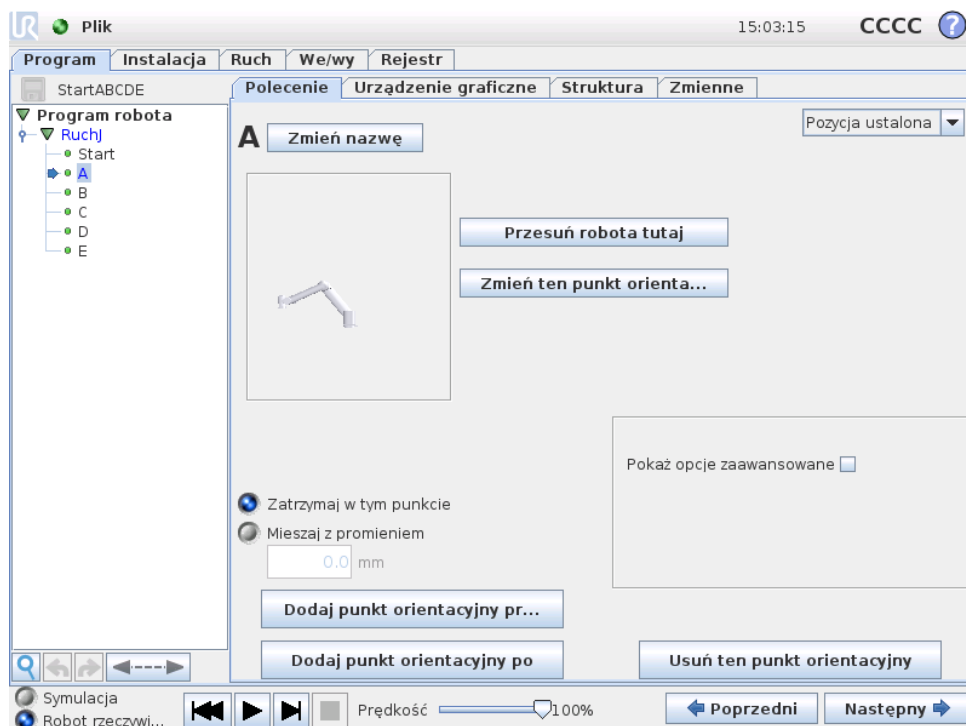 UR Plik 15:03:15 CCCC ?
Program Instalacja Ruch We/wy Rejestr
StartABCDE
Polecenie Urządzenie graficzne Struktura Zmienne
Program robota
RuchJ
Start
A
B
C
D
E
A Zmień nazwę
Pozycja ustalona
Przesuń robota tutaj
Zmień ten punkt orienta...
Pokaż opcje zaawansowane
Zatrzymaj w tym punkcie
Mieszaj z promieniem
0.0 mm
Dodaj punkt orientacyjny pr...
Dodaj punkt orientacyjny po
Usuń ten punkt orientacyjny
Symulacja
Robot rzeczywi...
Prędkość 100%
Poprzedni Następny